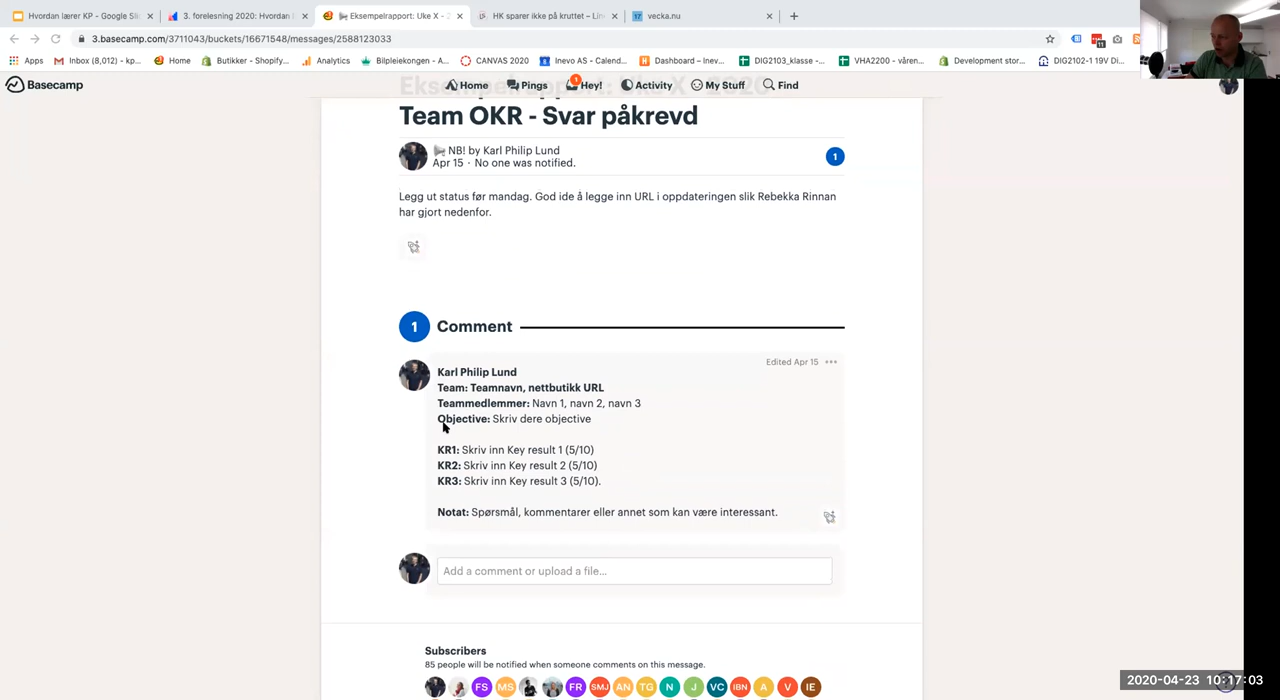 Hvordan lærer KP - Google Sli
3. forelesning 2020: Hvordan
Eksempelrapport: Uke X - 2
HK sparer ikke på kruttet – Lin
vecka.nu
3.basecamp.com/3711043/buckets/16671548/messages/2588123033
Apps
Inbox (8,012) - kp...
Home
Butikker - Shopify...
Analytics
Bilpleiekongen - A...
CANVAS 2020
Inevo AS - Calend...
Dashboard – Inev...
DIG2103_klasse -...
VHA2200 - våren...
Development stor...
DIG2102-1 19V Di...
11
Basecamp
Home
Pings
1
Hey!
Activity
My Stuff
Find
Eksempelrapport: Uke X - 2020
Team OKR - Svar påkrevd
NB! by Karl Philip Lund
Apr 15 · No one was notified.
1
Legg ut status før mandag. God ide å legge inn URL i oppdateringen slik Rebekka Rinnan
har gjort nedenfor.
1 Comment
Edited Apr 15
Karl Philip Lund
Team: Teamnavn, nettbutikk URL
Teammedlemmer: Navn 1, navn 2, navn 3
Objective: Skriv dere objective
KR1: Skriv inn Key result 1 (5/10)
KR2: Skriv inn Key result 2 (5/10)
KR3: Skriv inn Key result 3 (5/10).
Notat: Spørsmål, kommentarer eller annet som kan være interessant.
Add a comment or upload a file...
Subscribers
85 people will be notified when someone comments on this message.
FS MS FR SMJ AN TG N J VC IBN A V IE
2020-04-23 10:17:03